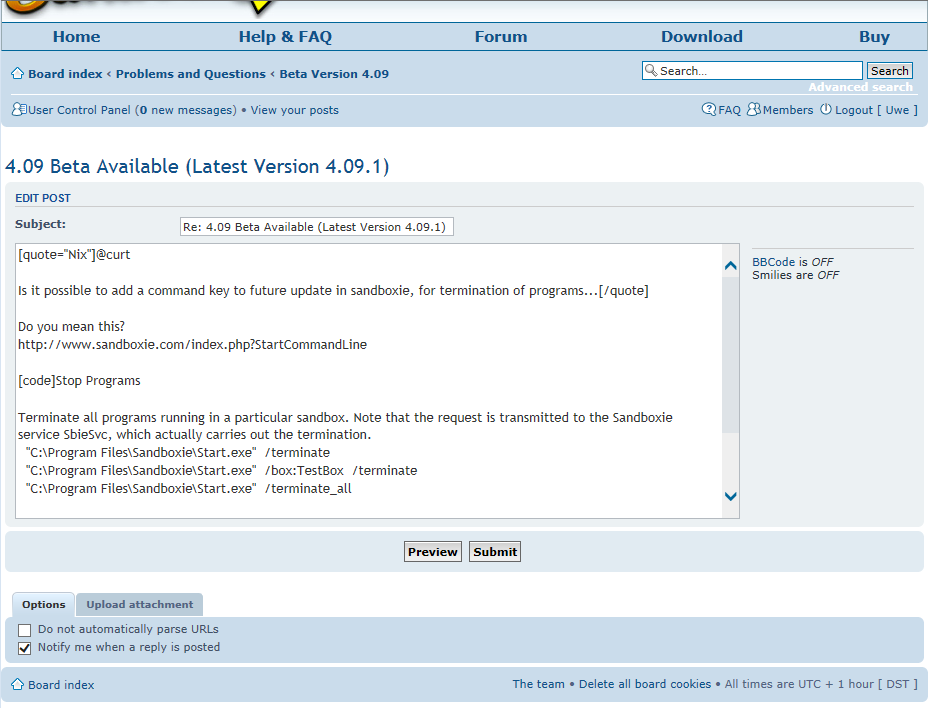 Home Help & FAQ Forum Download Buy
Board index ‹ Problems and Questions ‹ Beta Version 4.09
Search... Search
Advanced search
User Control Panel (0 new messages) • View your posts
FAQ Members Logout [ Uwe ]
4.09 Beta Available (Latest Version 4.09.1)
EDIT POST
Subject: Re: 4.09 Beta Available (Latest Version 4.09.1)
[quote="Nix"]@curt
Is it possible to add a command key to future update in sandboxie, for termination of programs...[/quote]
Do you mean this?
http://www.sandboxie.com/index.php?StartCommandLine
[code]Stop Programs
Terminate all programs running in a particular sandbox. Note that the request is transmitted to the Sandboxie
service SbieSvc, which actually carries out the termination.
"C:\Program Files\Sandboxie\Start.exe" /terminate
"C:\Program Files\Sandboxie\Start.exe" /box:TestBox /terminate
"C:\Program Files\Sandboxie\Start.exe" /terminate_all
BBCode is OFF
Smilies are OFF
Preview Submit
Options Upload attachment
Do not automatically parse URLs
Notify me when a reply is posted
Board index
The team • Delete all board cookies • All times are UTC + 1 hour [ DST ]